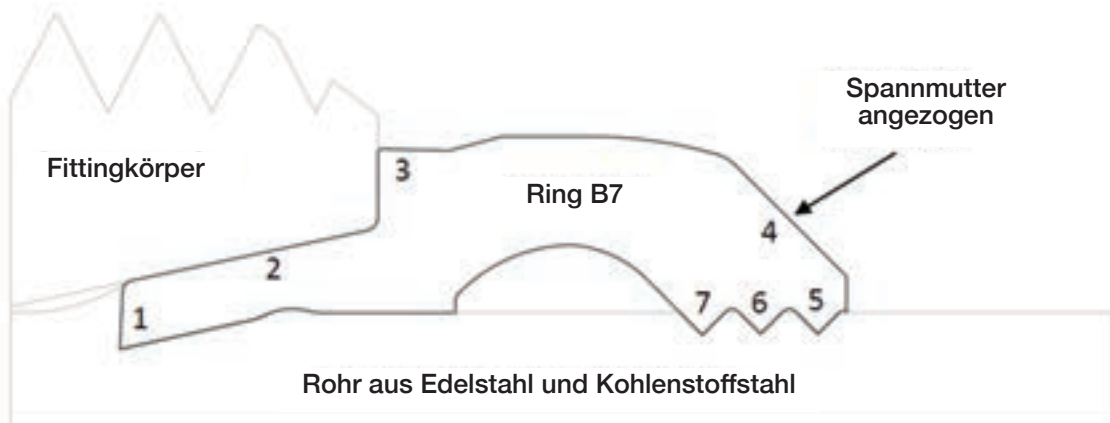 Spannmutter
angezogen
Fittingkörper
3
Ring B7
4
2
1
7 6 5
Rohr aus Edelstahl und Kohlenstoffstahl